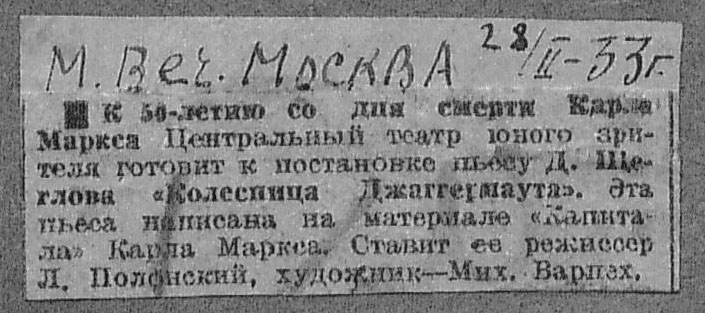 М. Веч. Москва 28/II-33г.
К 50-летию со дня смерти Карла
Маркса Центральный театр юного зри-
теля готовит к постановке пьесу Д. Ще-
глова «Колесница Джаггернаута». Эта
пьеса написана на материале «Капита-
ла» Карла Маркса. Ставит ее режиссер
Л. Полонский, художник—Мих. Варпех.